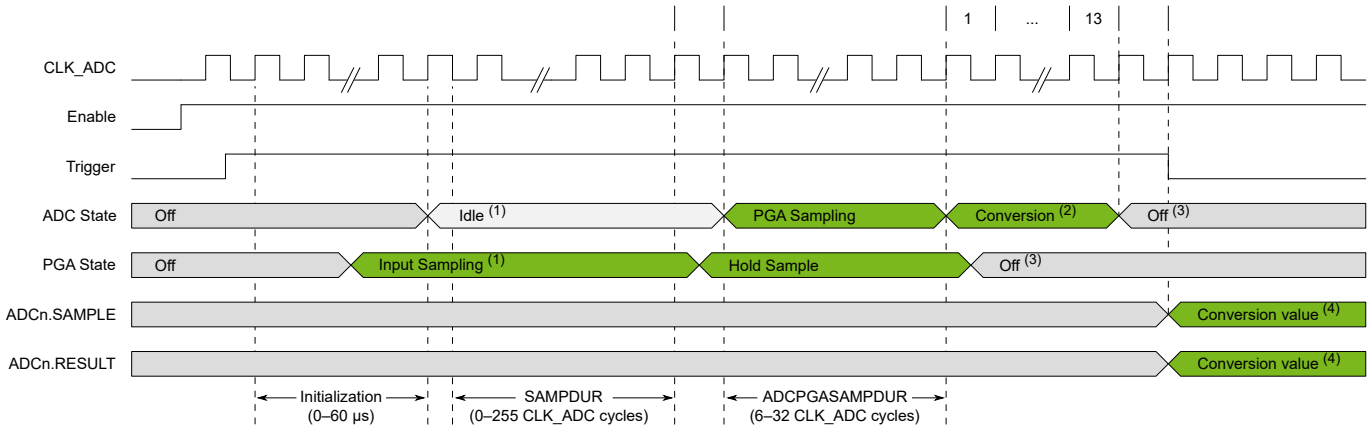 1 ... 13
CLK_ADC
Enable
Trigger
ADC State Off Idle (1) PGA Sampling Conversion (2) Off (3)
PGA State Off Input Sampling (1) Hold Sample Off (3)
ADCn.SAMPLE Conversion value (4)
ADCn.RESULT Conversion value (4)
Initialization SAMPDUR ADCPGASAMPDUR
(0–60 µs) (0–255 CLK_ADC cycles) (6–32 CLK_ADC cycles)